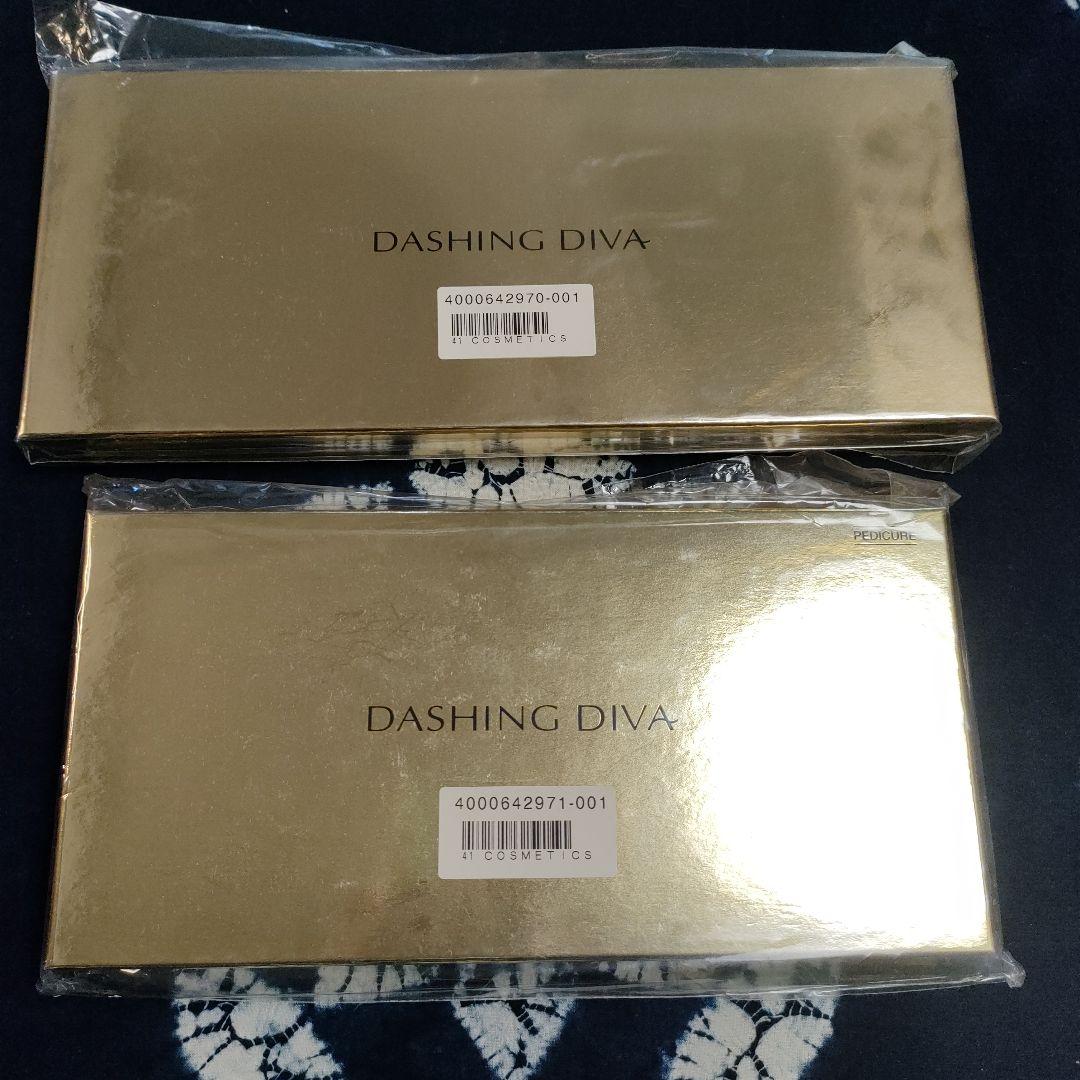 DASHING DIVA
4000642970-001
41 COSMETICS
PEDICURE
DASHING DIVA
4000642971-001
41 COSMETICS